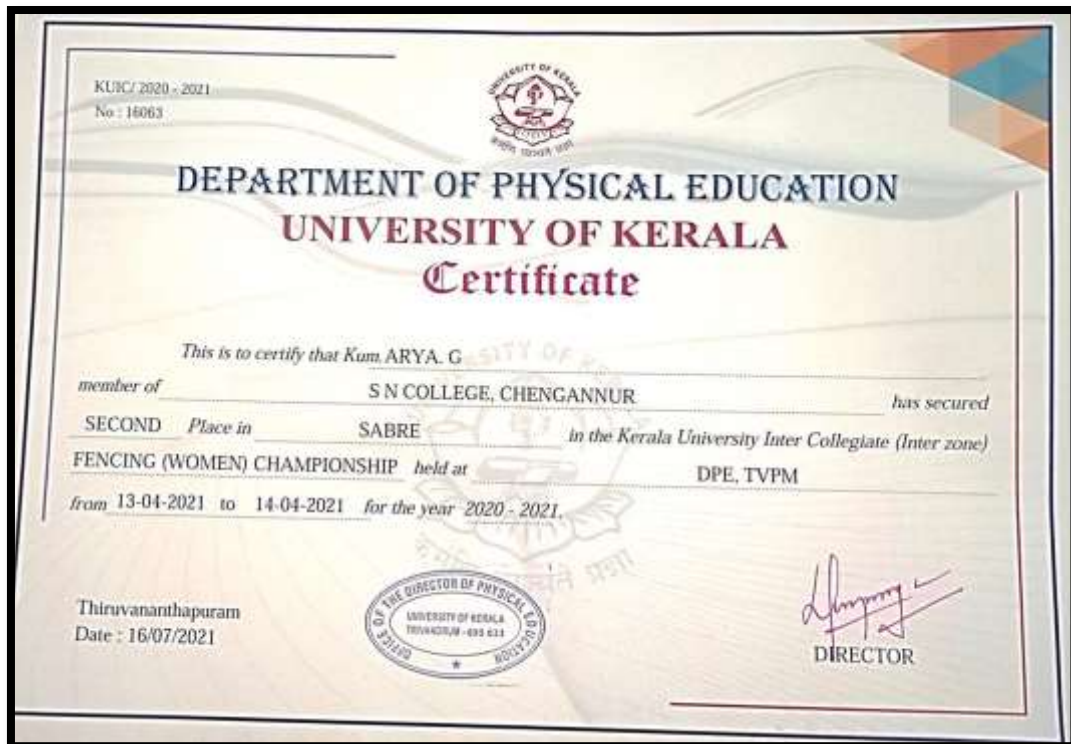 KUIC/ 2020 - 2021
No : 16063
UNIVERSITY OF KERALA
DEPARTMENT OF PHYSICAL EDUCATION
UNIVERSITY OF KERALA
Certificate
This is to certify that Kum. ARYA. G
member of S N COLLEGE, CHENGANNUR has secured
SECOND Place in SABRE in the Kerala University Inter Collegiate (Inter zone)
FENCING (WOMEN) CHAMPIONSHIP held at DPE, TVPM
from 13-04-2021 to 14-04-2021 for the year 2020 - 2021.
Thiruvananthapuram
Date : 16/07/2021
OFFICE OF THE DIRECTOR OF PHYSICAL EDUCATION
UNIVERSITY OF KERALA
DIRECTOR